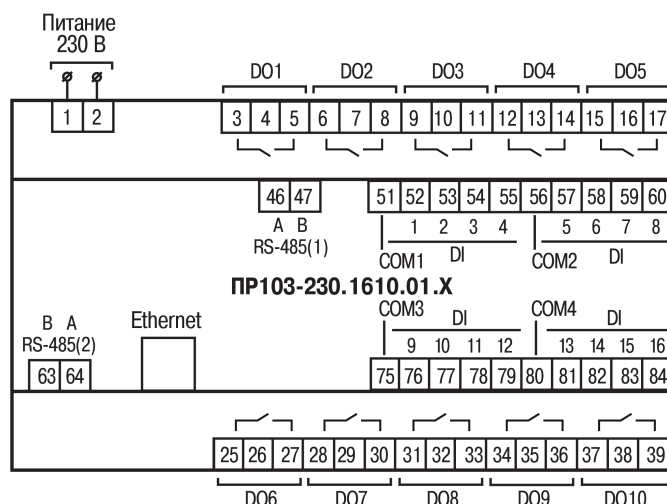 Питание
230 В
DO1 DO2 DO3 DO4 DO5
1 2 3 4 5 6 7 8 9 10 11 12 13 14 15 16 17
46 47 51 52 53 54 55 56 57 58 59 60
A B 1 2 3 4 5 6 7 8
RS-485(1) COM1 DI COM2 DI
ПР103-230.1610.01.X
COM3 DI COM4 DI
B A Ethernet
RS-485(2) 9 10 11 12 13 14 15 16
63 64 75 76 77 78 79 80 81 82 83 84
25 26 27 28 29 30 31 32 33 34 35 36 37 38 39
DO6 DO7 DO8 DO9 DO10